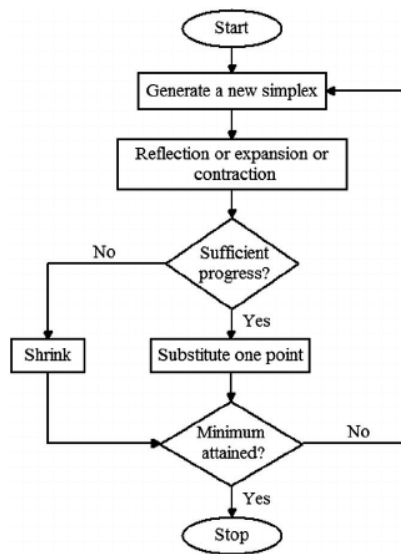 Start
Generate a new simplex
Reflection or expansion or
contraction
No
Sufficient
progress?
Yes
Shrink
Substitute one point
Minimum
attained?
No
Yes
Stop